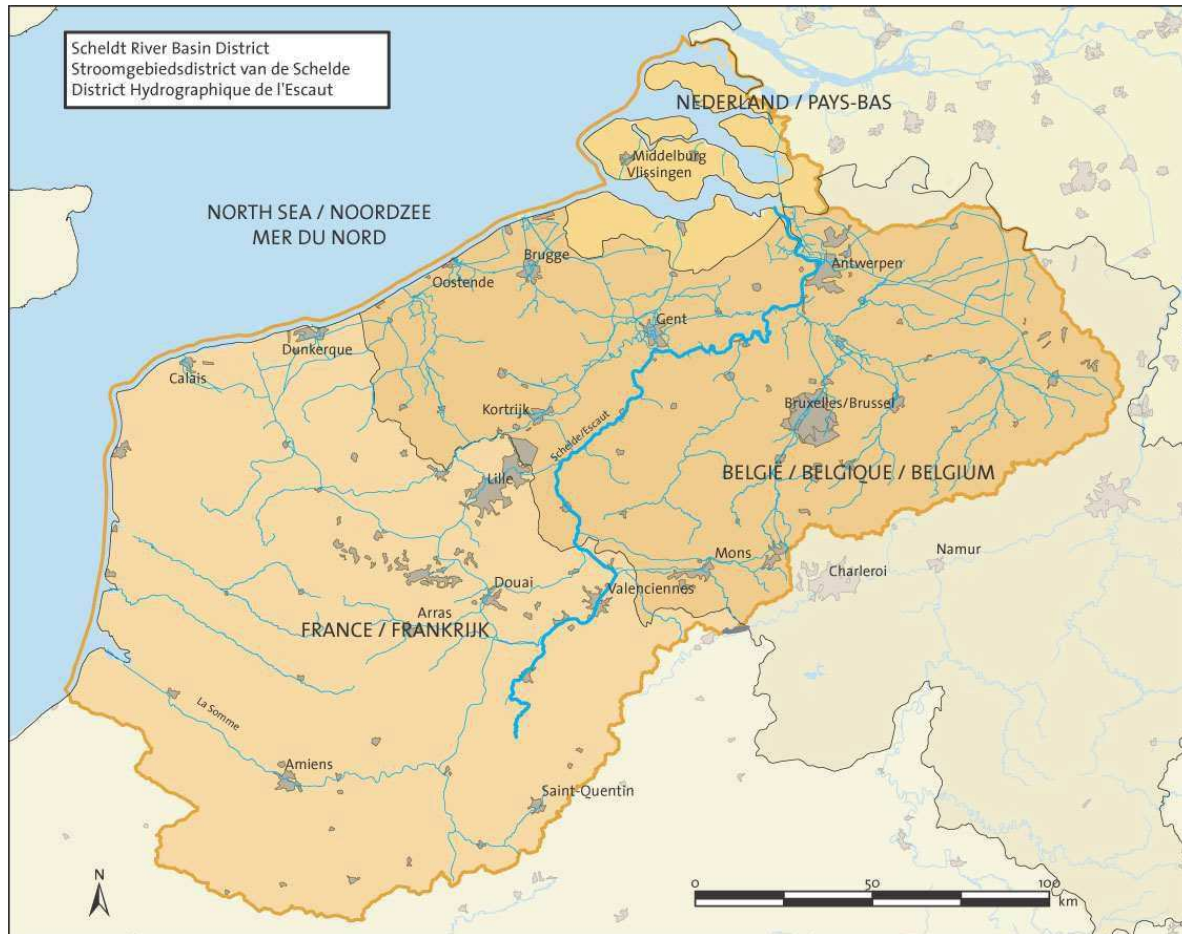 Scheldt River Basin District
Stroomgebiedsdistrict van de Schelde
District Hydrographique de l'Escaut
NEDERLAND / PAYS-BAS
Middelburg
Vlissingen
NORTH SEA / NOORDZEE
MER DU NORD
Brugge
Antwerpen
Oostende
Gent
Dunkerque
Calais
Bruxelles/Brussel
Kortrijk
Schelde/Escaut
BELGIË / BELGIQUE / BELGIUM
Lille
Mons
Namur
Charleroi
Douai
Valenciennes
Arras
FRANCE / FRANKRIJK
La Somme
Amiens
Saint-Quentin
N
0 50 100
km